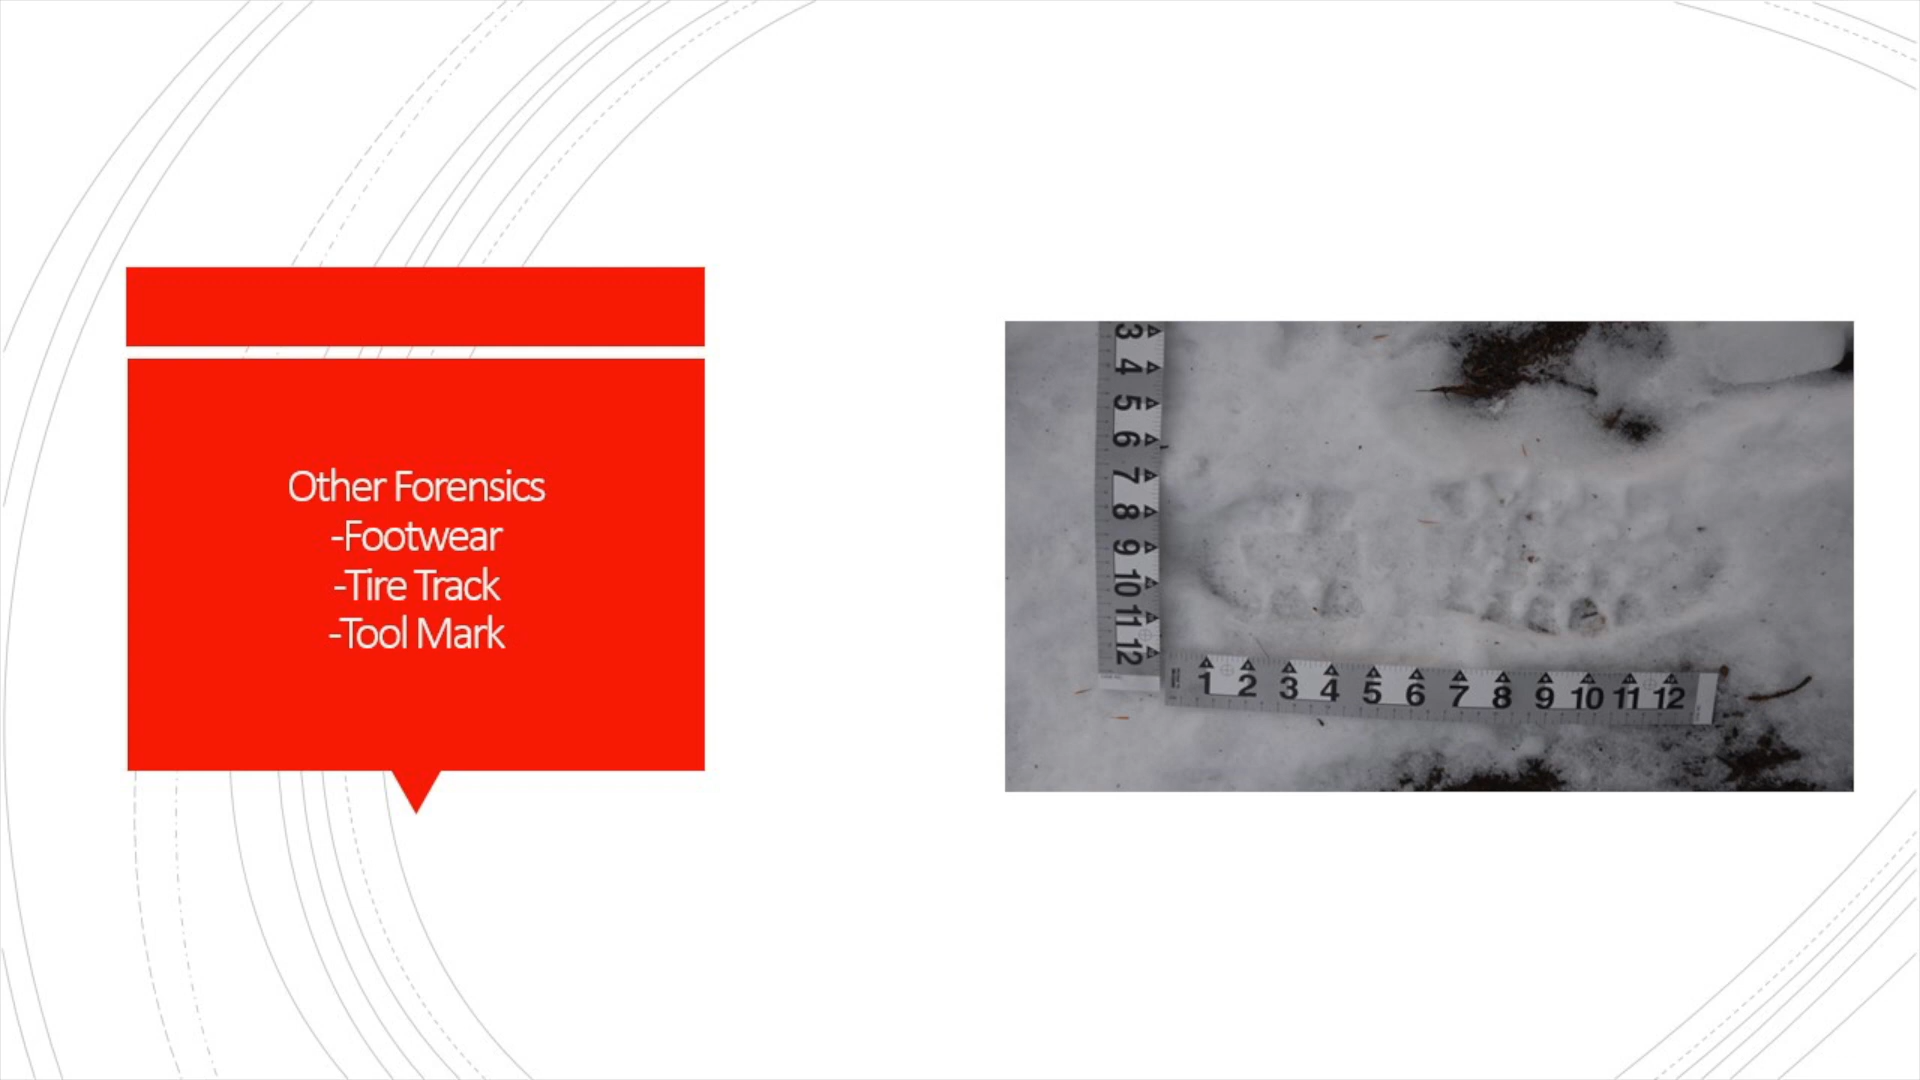 Other Forensics
-Footwear
-Tire Track
-Tool Mark
3
4
5
6
7
8
9
10
11
12
1 2 3 4 5 6 7 8 9 10 11 12